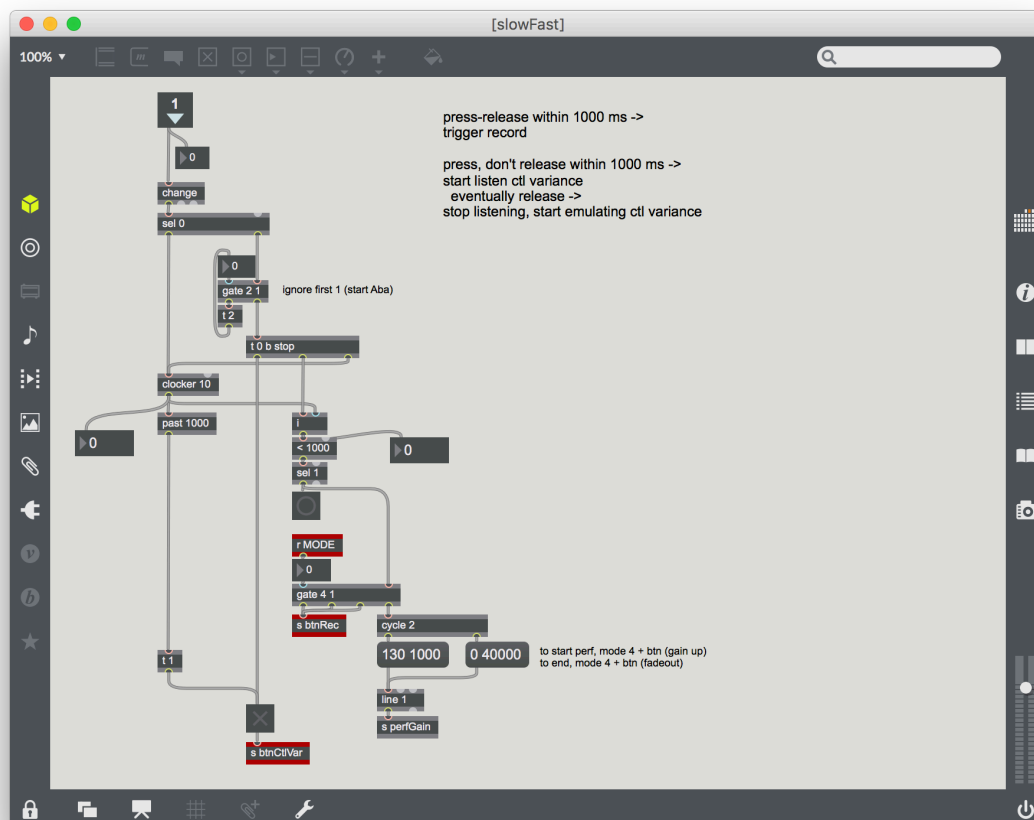 [slowFast]
100%
1
press-release within 1000 ms ->
trigger record
0
press, don't release within 1000 ms ->
start listen ctl variance
eventually release ->
stop listening, start emulating ctl variance
change
sel 0
0
gate 2 1
ignore first 1 (start Aba)
t 2
t 0 b stop
clocker 10
past 1000
i
0
< 1000
0
sel 1
r MODE
0
gate 4 1
s btnRec
cycle 2
t 1
130 1000
0 40000
to start perf, mode 4 + btn (gain up)
to end, mode 4 + btn (fadeout)
line 1
s perfGain
s btnCtlVar